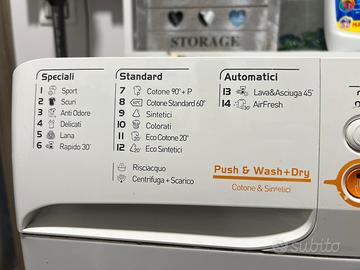 STORAGE
Speciali
1 Sport
2 Scuri
3 Anti Odore
4 Delicati
5 Lana
6 Rapido 30'
Standard
7 Cotone 90°+ P
8 Cotone Standard 60°
9 Sintetici
10 Colorati
11 Eco Cotone 20°
12 Eco Sintetici
Risciacquo
Centrifuga + Scarico
Automatici
13 Lava&Asciuga 45'
14 AirFresh
Push & Wash+Dry
Cotone & Sintetici
subito